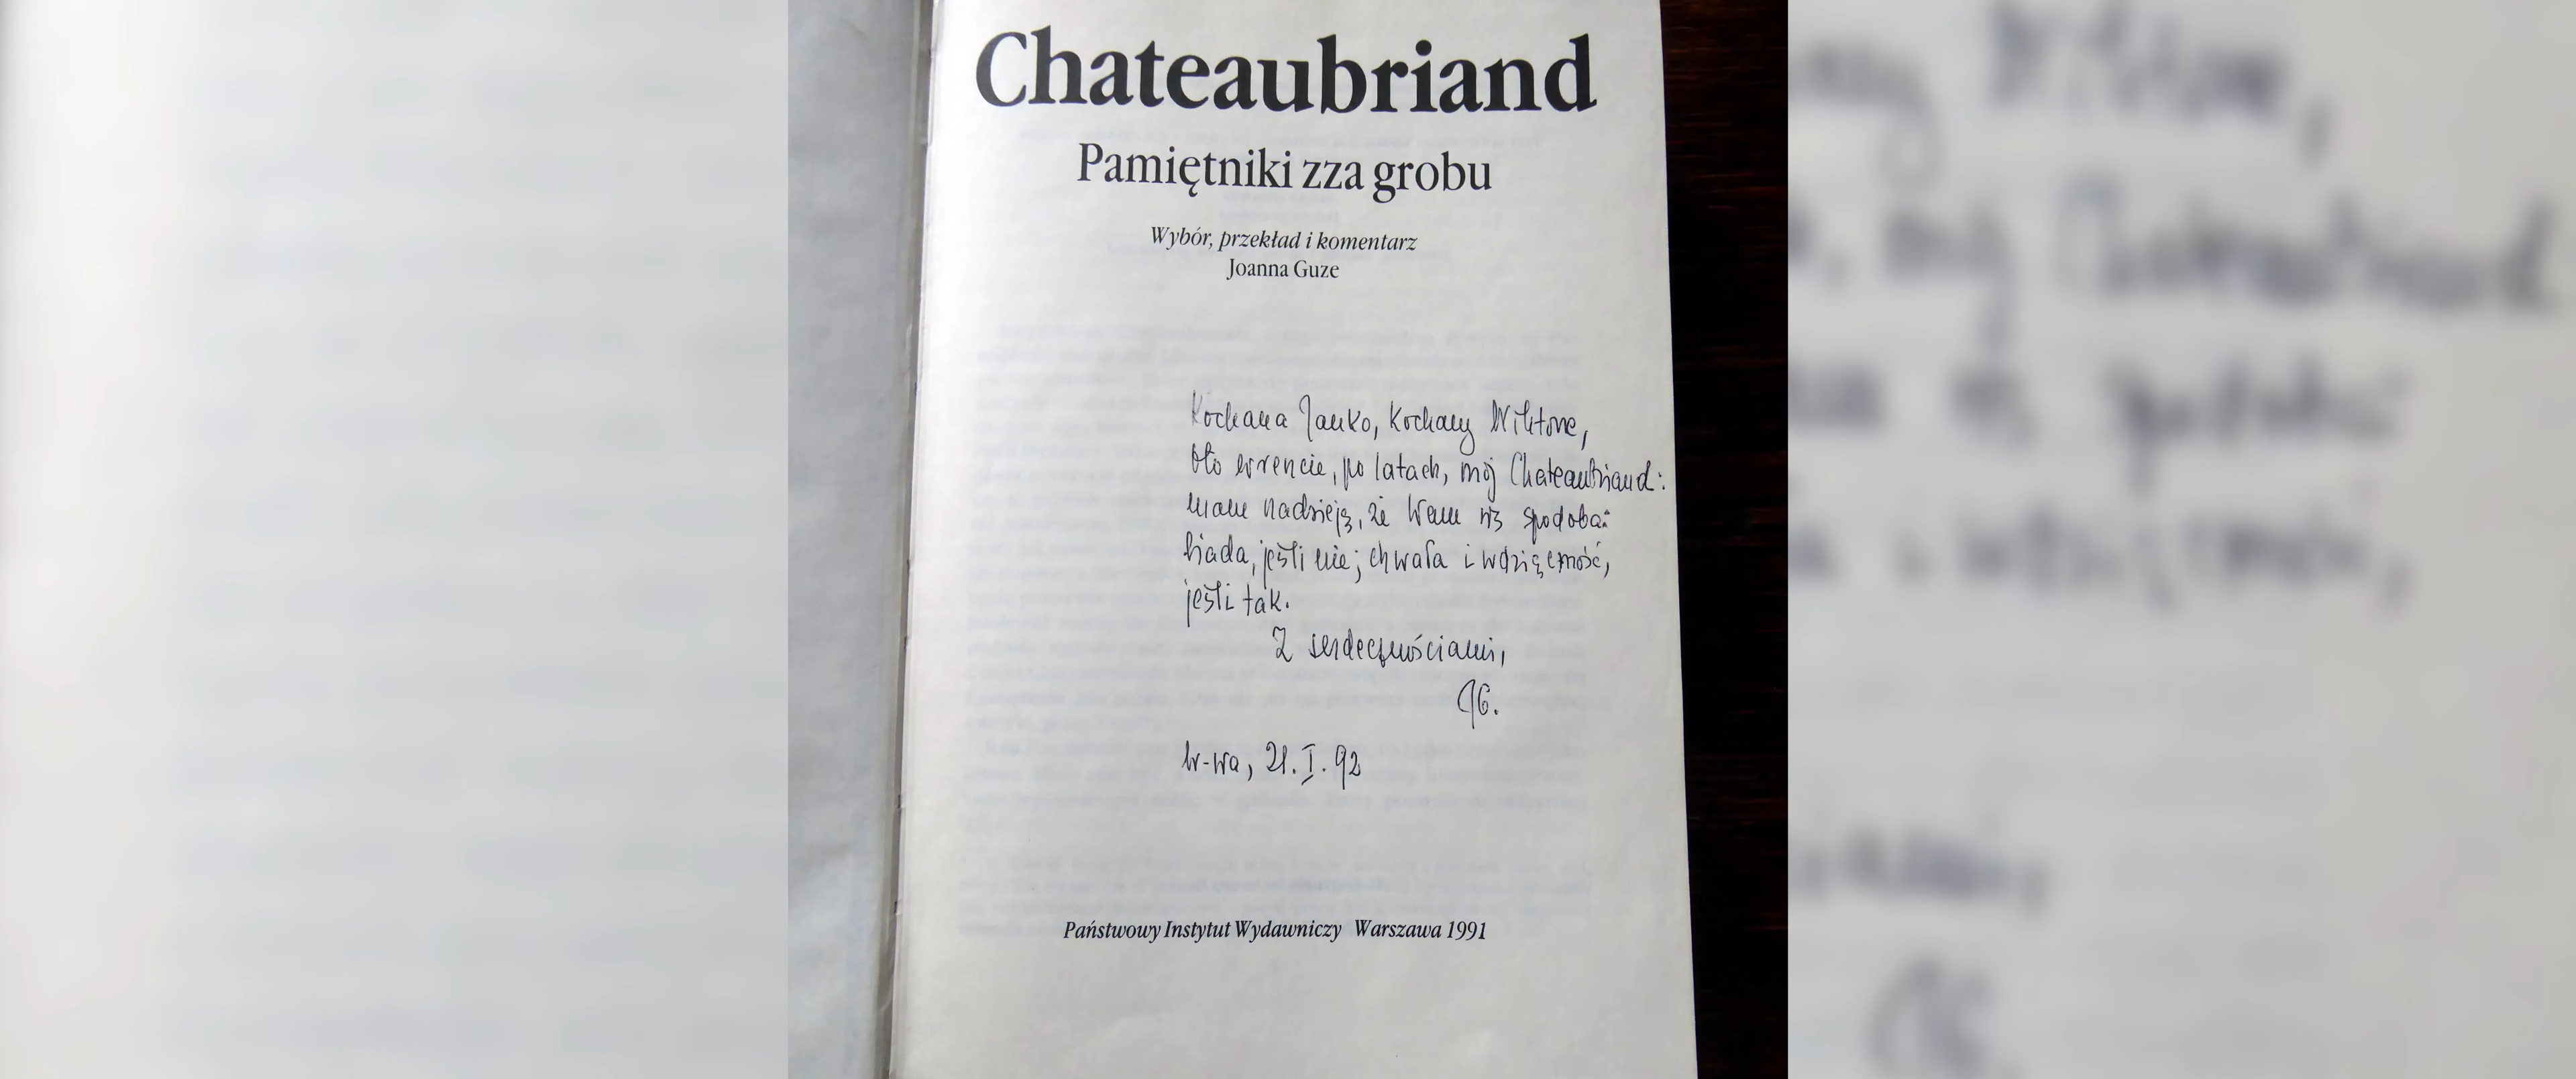 Chateaubriand
Pamiętniki zza grobu
Wybór, przekład i komentarz
Joanna Guze
Kochana Janko, Kochany Wiktorze,
Oto wreszcie, po latach, mój Chateaubriand:
mam nadzieję, że Wam się spodoba:
biada, jeśli nie; chwała i wdzięczność,
jeśli tak.
Z serdecznościami,
JG.
W-wa, 21.I.92
Państwowy Instytut Wydawniczy Warszawa 1991